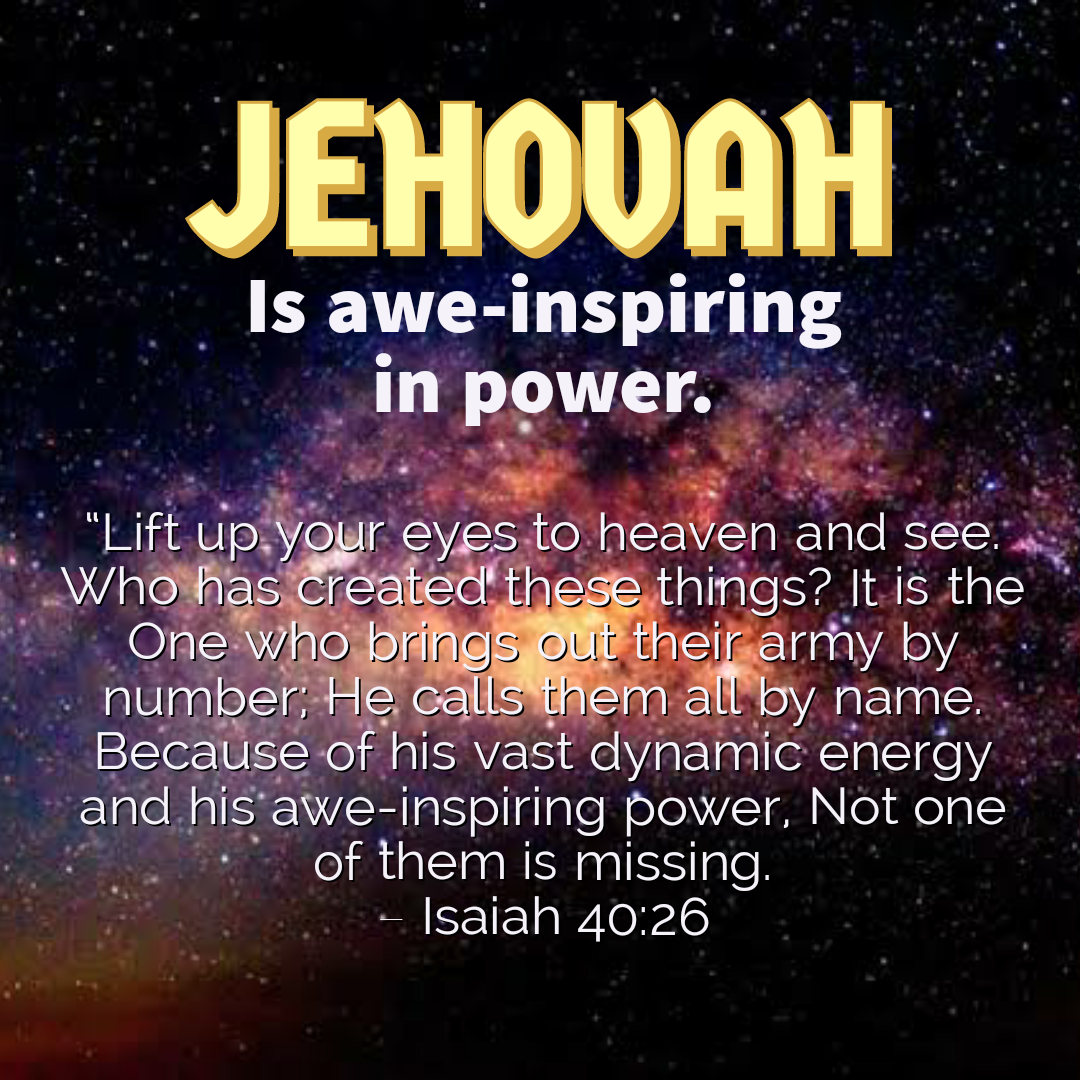 JEHOVAH
Is awe-inspiring
in power.
“Lift up your eyes to heaven and see.
Who has created these things? It is the
One who brings out their army by
number; He calls them all by name.
Because of his vast dynamic energy
and his awe-inspiring power, Not one
of them is missing.
– Isaiah 40:26